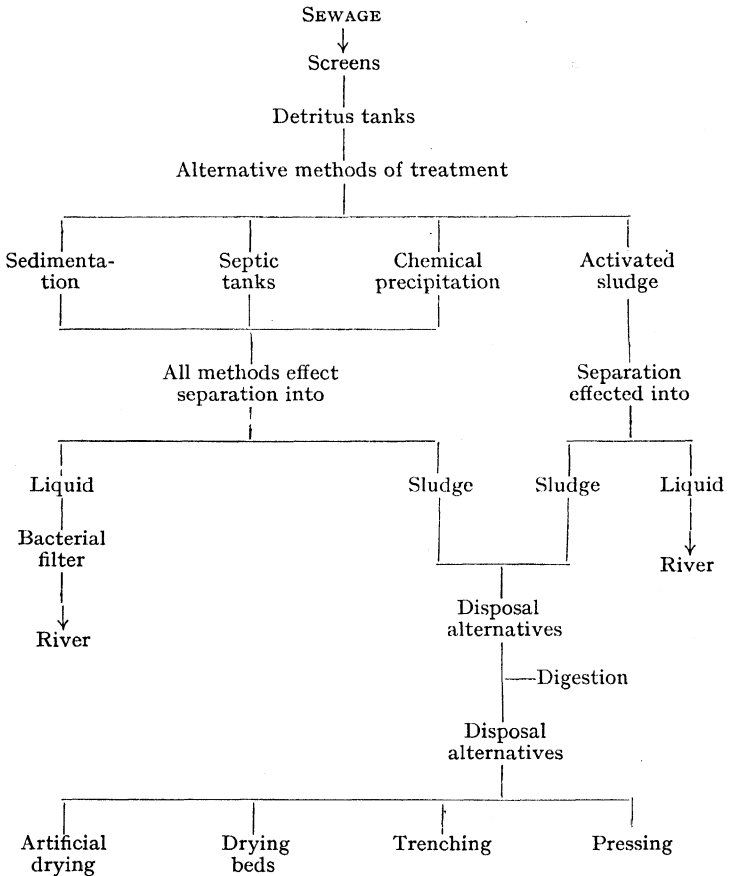 SEWAGE
Screens
Detritus tanks
Alternative methods of treatment
Sedimenta-
tion
Septic
tanks
Chemical
precipitation
Activated
sludge
All methods effect
separation into
Separation
effected into
Liquid
Sludge
Sludge
Liquid
Bacterial
filter
River
River
Disposal
alternatives
Digestion
Disposal
alternatives
Artificial
drying
Drying
beds
Trenching
Pressing